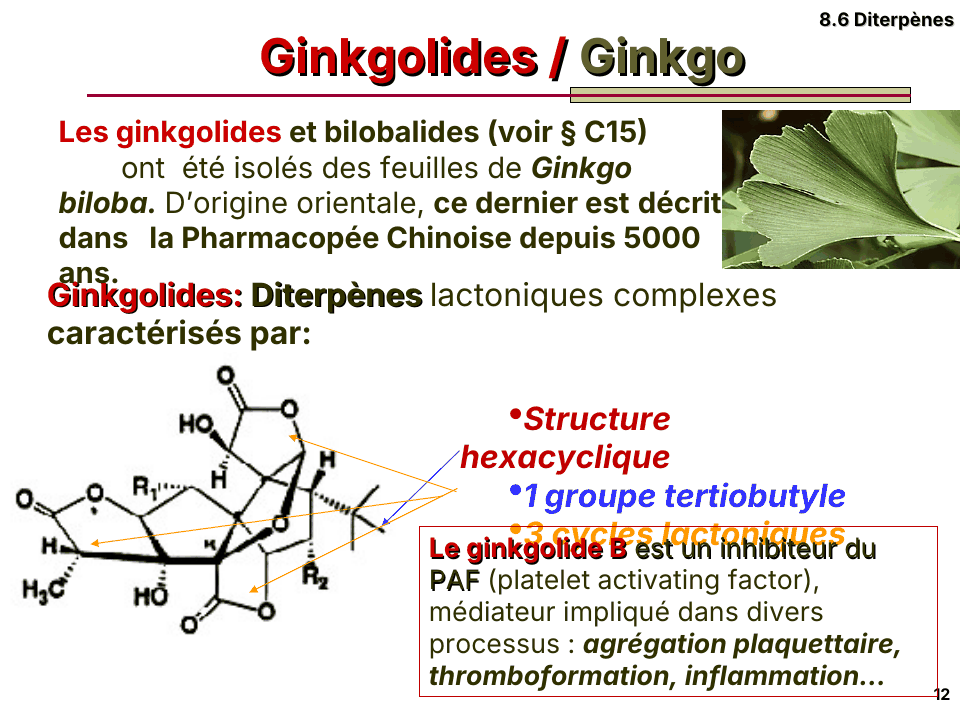 8.6 Diterpènes
Ginkgolides / Ginkgo
Les ginkgolides et bilobalides (voir § C15)
ont été isolés des feuilles de Ginkgo
biloba. D’origine orientale, ce dernier est décrit
dans la Pharmacopée Chinoise depuis 5000
ans.
Ginkgolides: Diterpènes lactoniques complexes
caractérisés par:
O
O
HO
H
H
R1
O
O
O
H
H
H3C
HO
R2
O
O
•Structure
hexacyclique
•1 groupe tertiobutyle
•3 cycles lactoniques
Le ginkgolide B est un inhibiteur du
PAF (platelet activating factor),
médiateur impliqué dans divers
processus : agrégation plaquettaire,
thromboformation, inflammation…
12